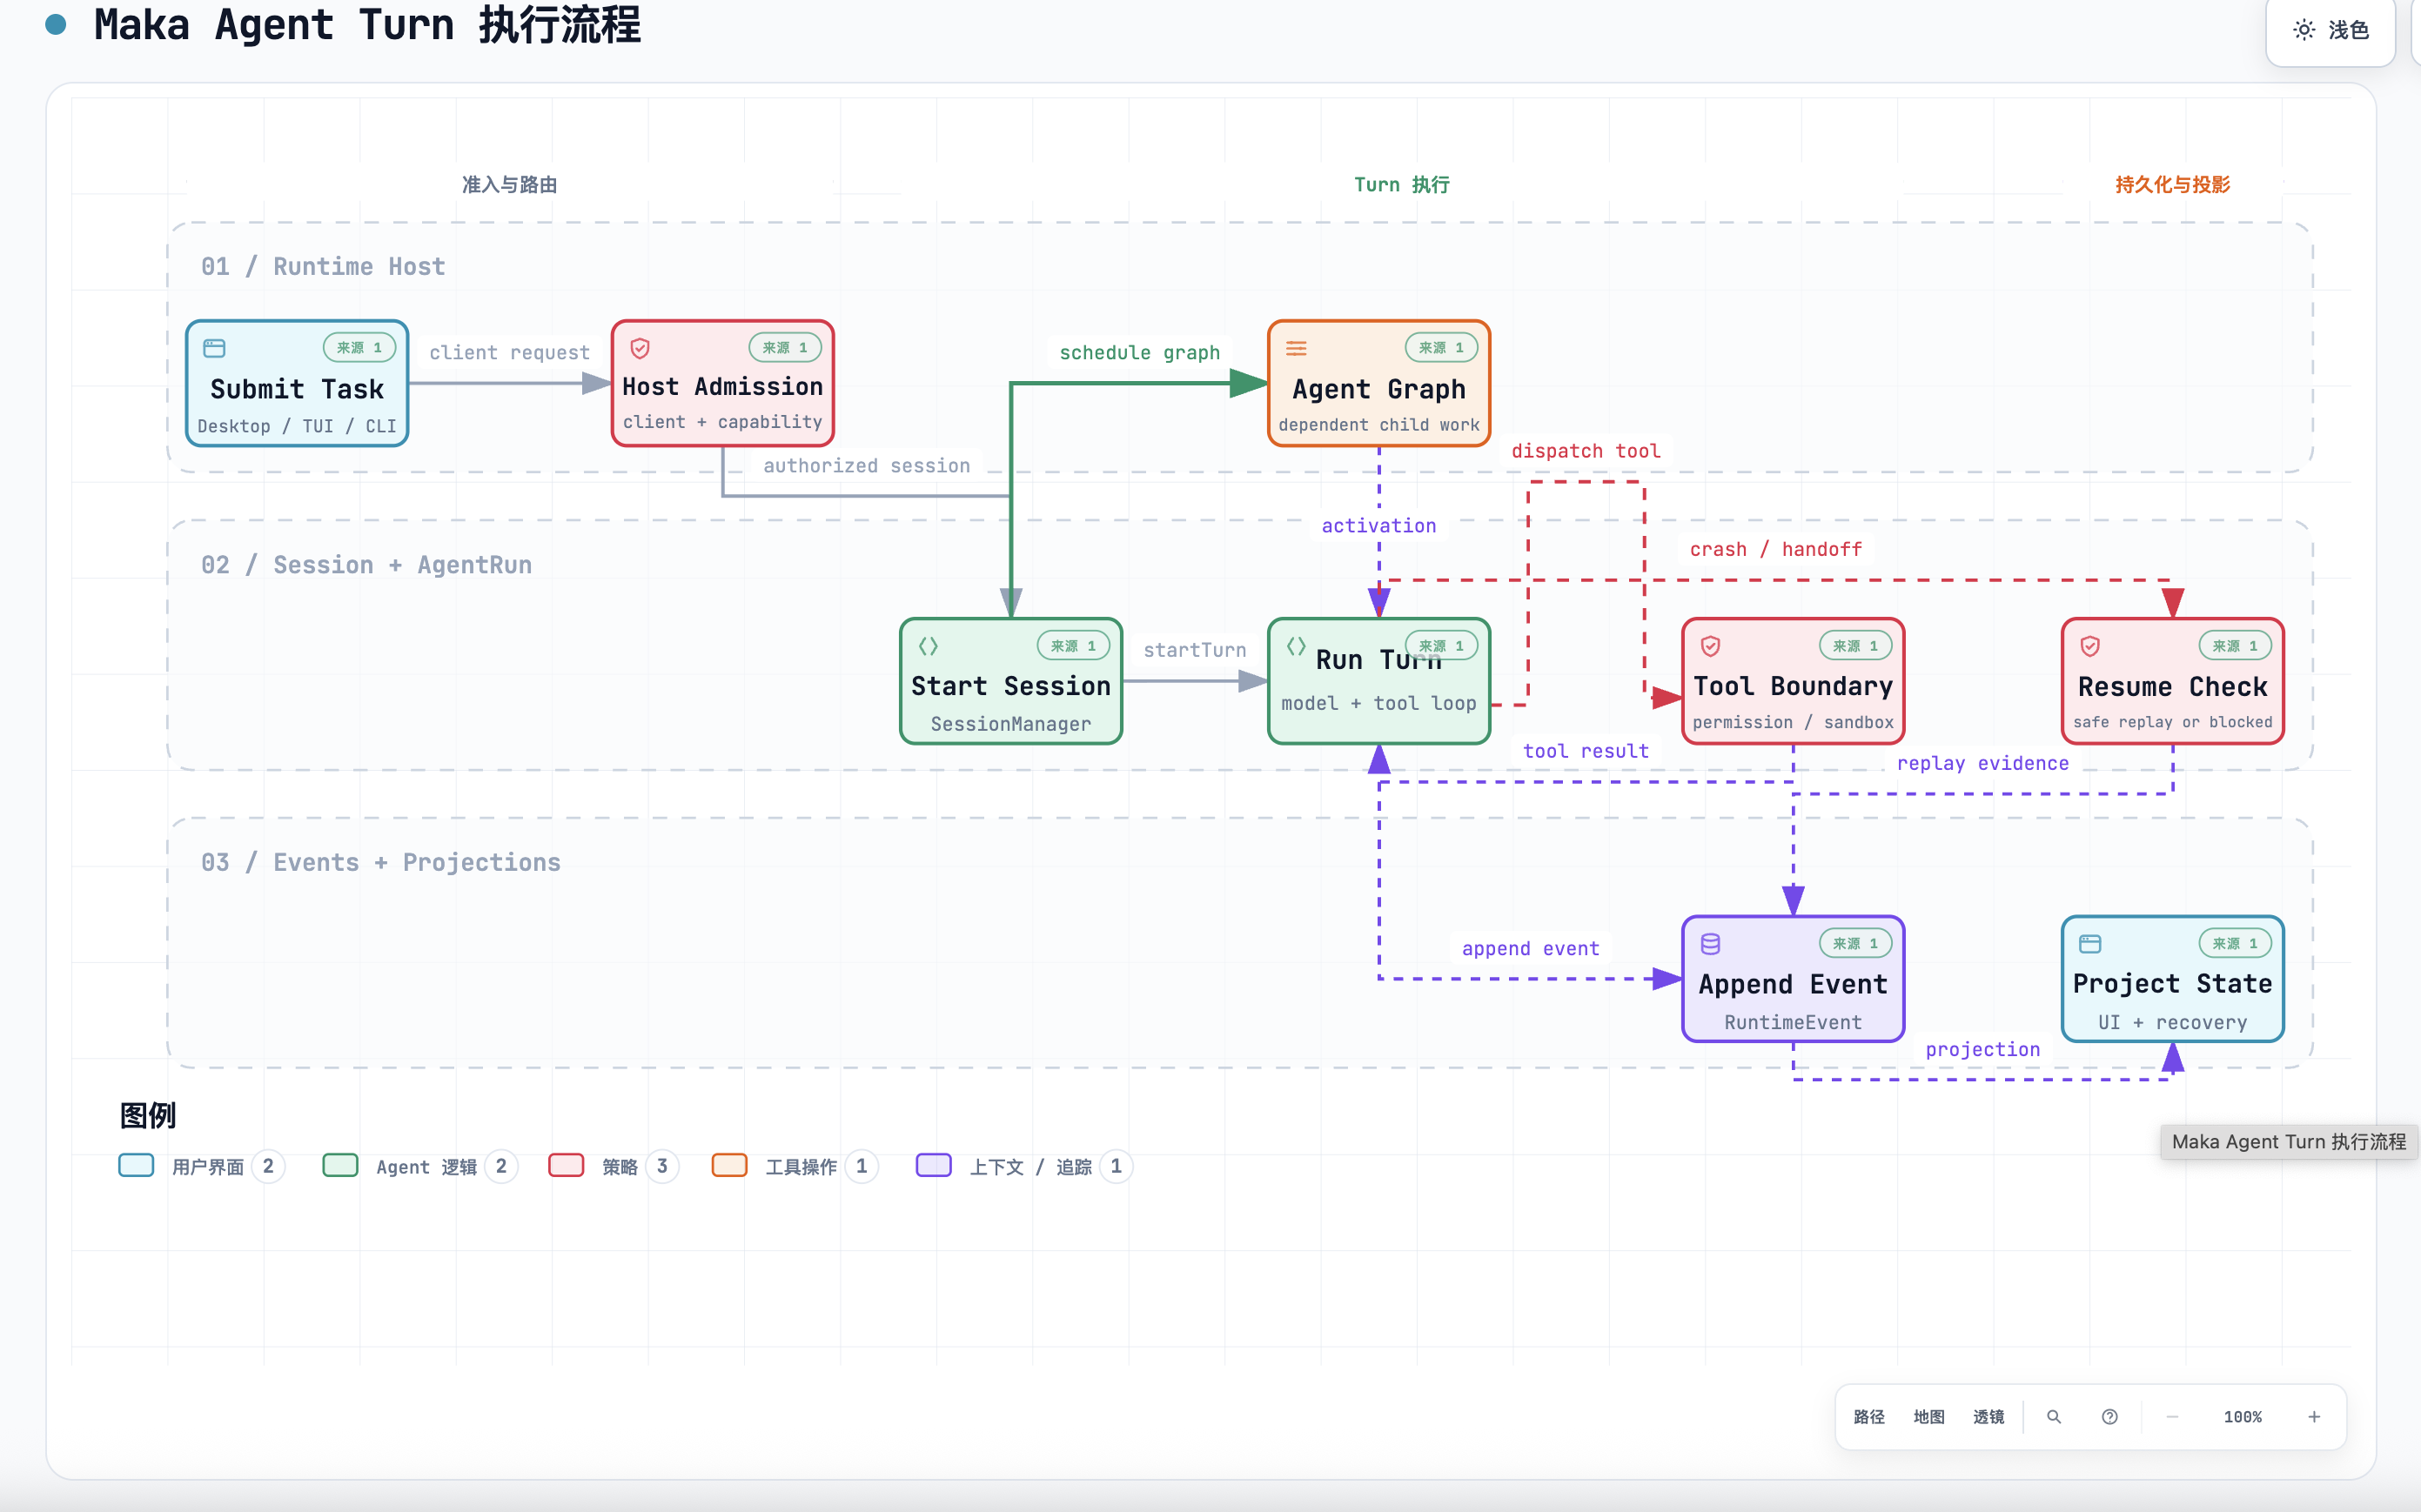 Maka Agent Turn 执行流程
浅色
准入与路由
Turn 执行
持久化与投影
01 / Runtime Host
来源 1
Submit Task
Desktop / TUI / CLI
client request
来源 1
Host Admission
client + capability
authorized session
schedule graph
来源 1
Agent Graph
dependent child work
dispatch tool
activation
crash / handoff
02 / Session + AgentRun
来源 1
Start Session
SessionManager
startTurn
来源 1
Run Turn
model + tool loop
来源 1
Tool Boundary
permission / sandbox
来源 1
Resume Check
safe replay or blocked
tool result
replay evidence
03 / Events + Projections
append event
来源 1
Append Event
RuntimeEvent
来源 1
Project State
UI + recovery
projection
图例
用户界面 2
Agent 逻辑 2
策略 3
工具操作 1
上下文 / 追踪 1
Maka Agent Turn 执行流程
路径 地图 透镜 − 100% +